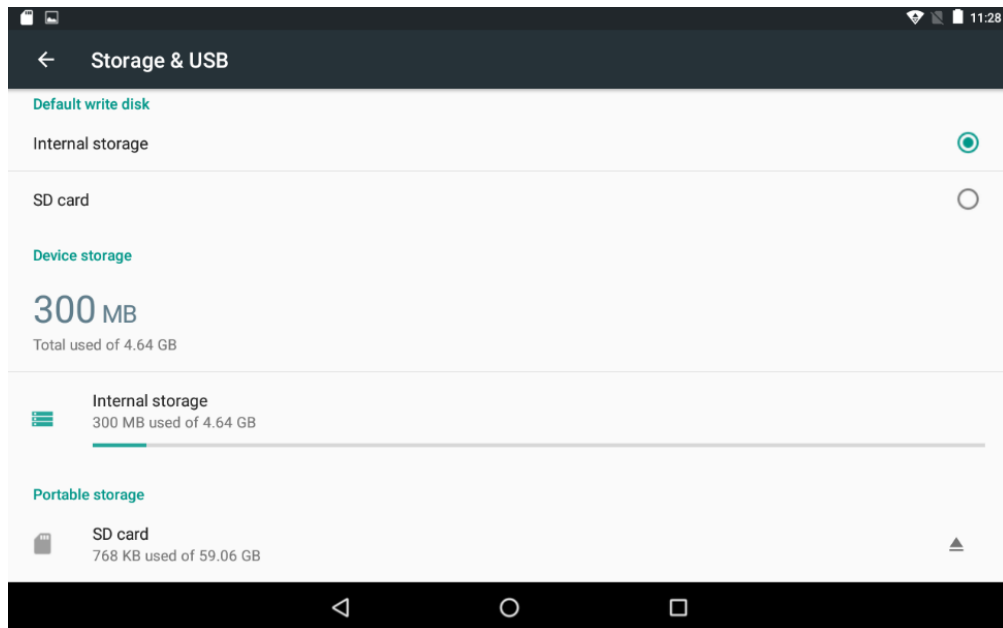 11:28
Storage & USB
Default write disk
Internal storage
SD card
Device storage
300 MB
Total used of 4.64 GB
Internal storage
300 MB used of 4.64 GB
Portable storage
SD card
768 KB used of 59.06 GB